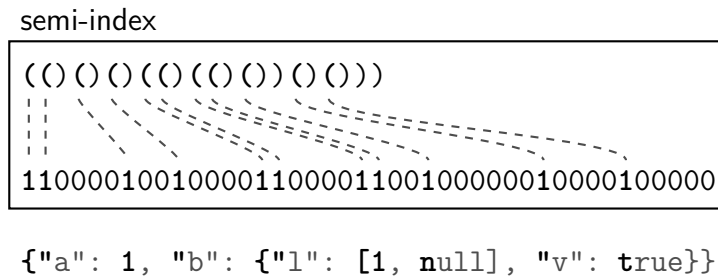 semi-index
(()()()(()(()())()()))
110000100100001100001100100000010000100000
{"a": 1, "b": {"l": [1, null], "v": true}}